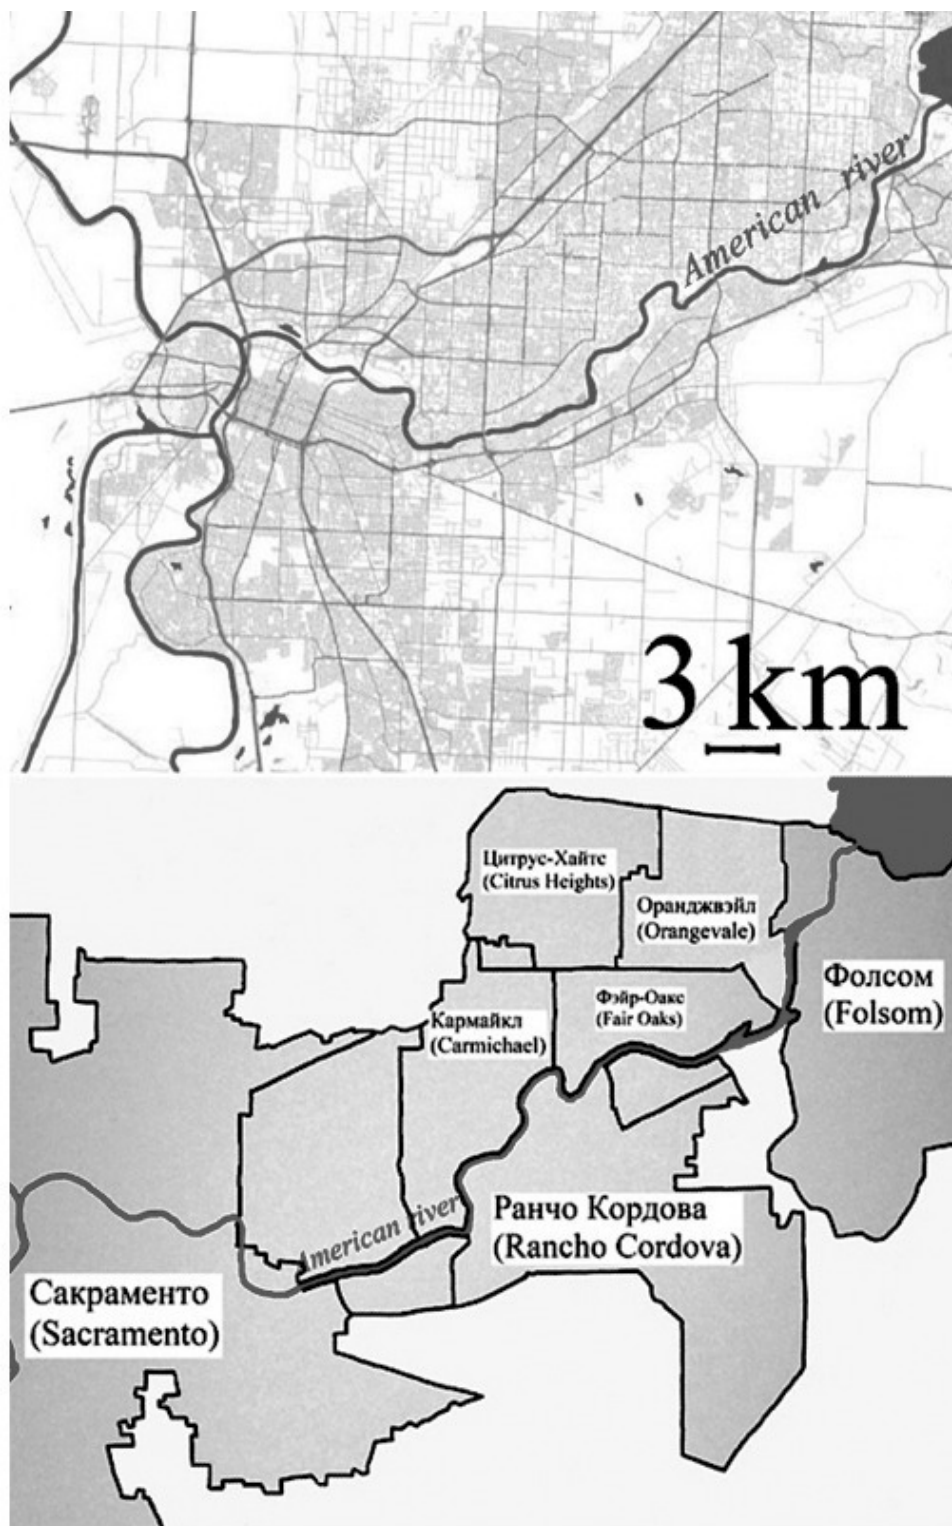 American river
3 km
Цитрус-Хайтс
(Citrus Heights)
Оранджвэйл
(Orangevale)
Фолсом
(Folsom)
Фэйр-Оакс
(Fair Oaks)
Кармайкл
(Carmichael)
American river
Ранчо Кордова
(Rancho Cordova)
Сакраменто
(Sacramento)